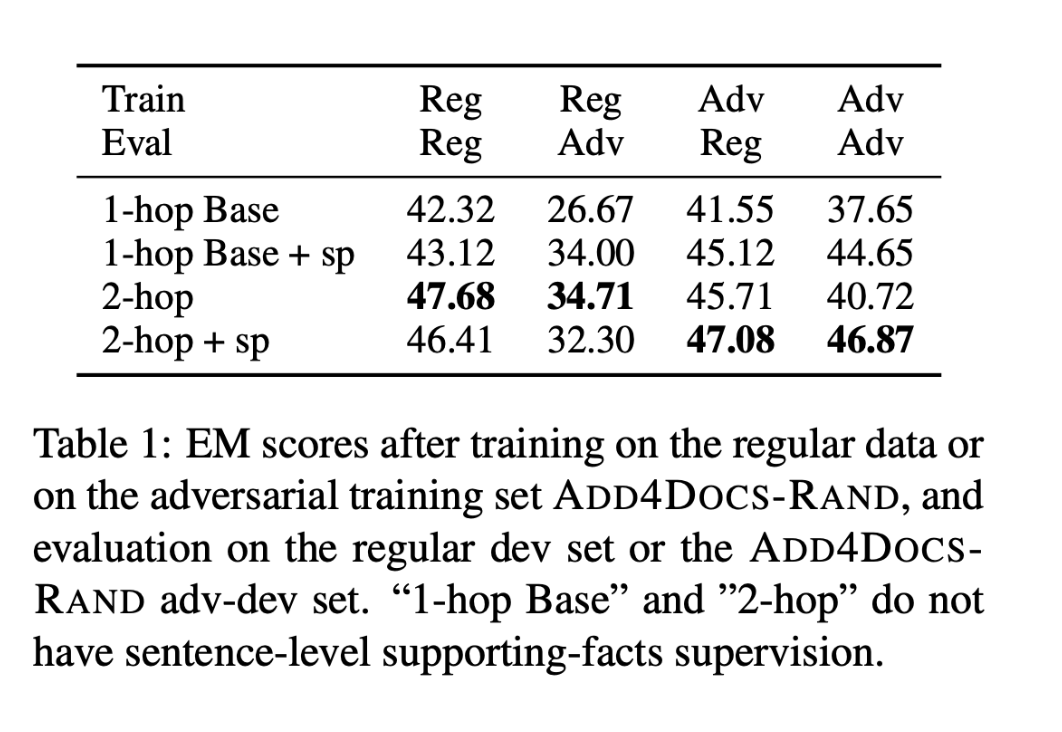 Train Reg Reg Adv Adv
Eval Reg Adv Reg Adv
1-hop Base 42.32 26.67 41.55 37.65
1-hop Base + sp 43.12 34.00 45.12 44.65
2-hop 47.68 34.71 45.71 40.72
2-hop + sp 46.41 32.30 47.08 46.87
Table 1: EM scores after training on the regular data or
on the adversarial training set ADD4DOCS-RAND, and
evaluation on the regular dev set or the ADD4DOCS-
RAND adv-dev set. “1-hop Base” and ”2-hop” do not
have sentence-level supporting-facts supervision.